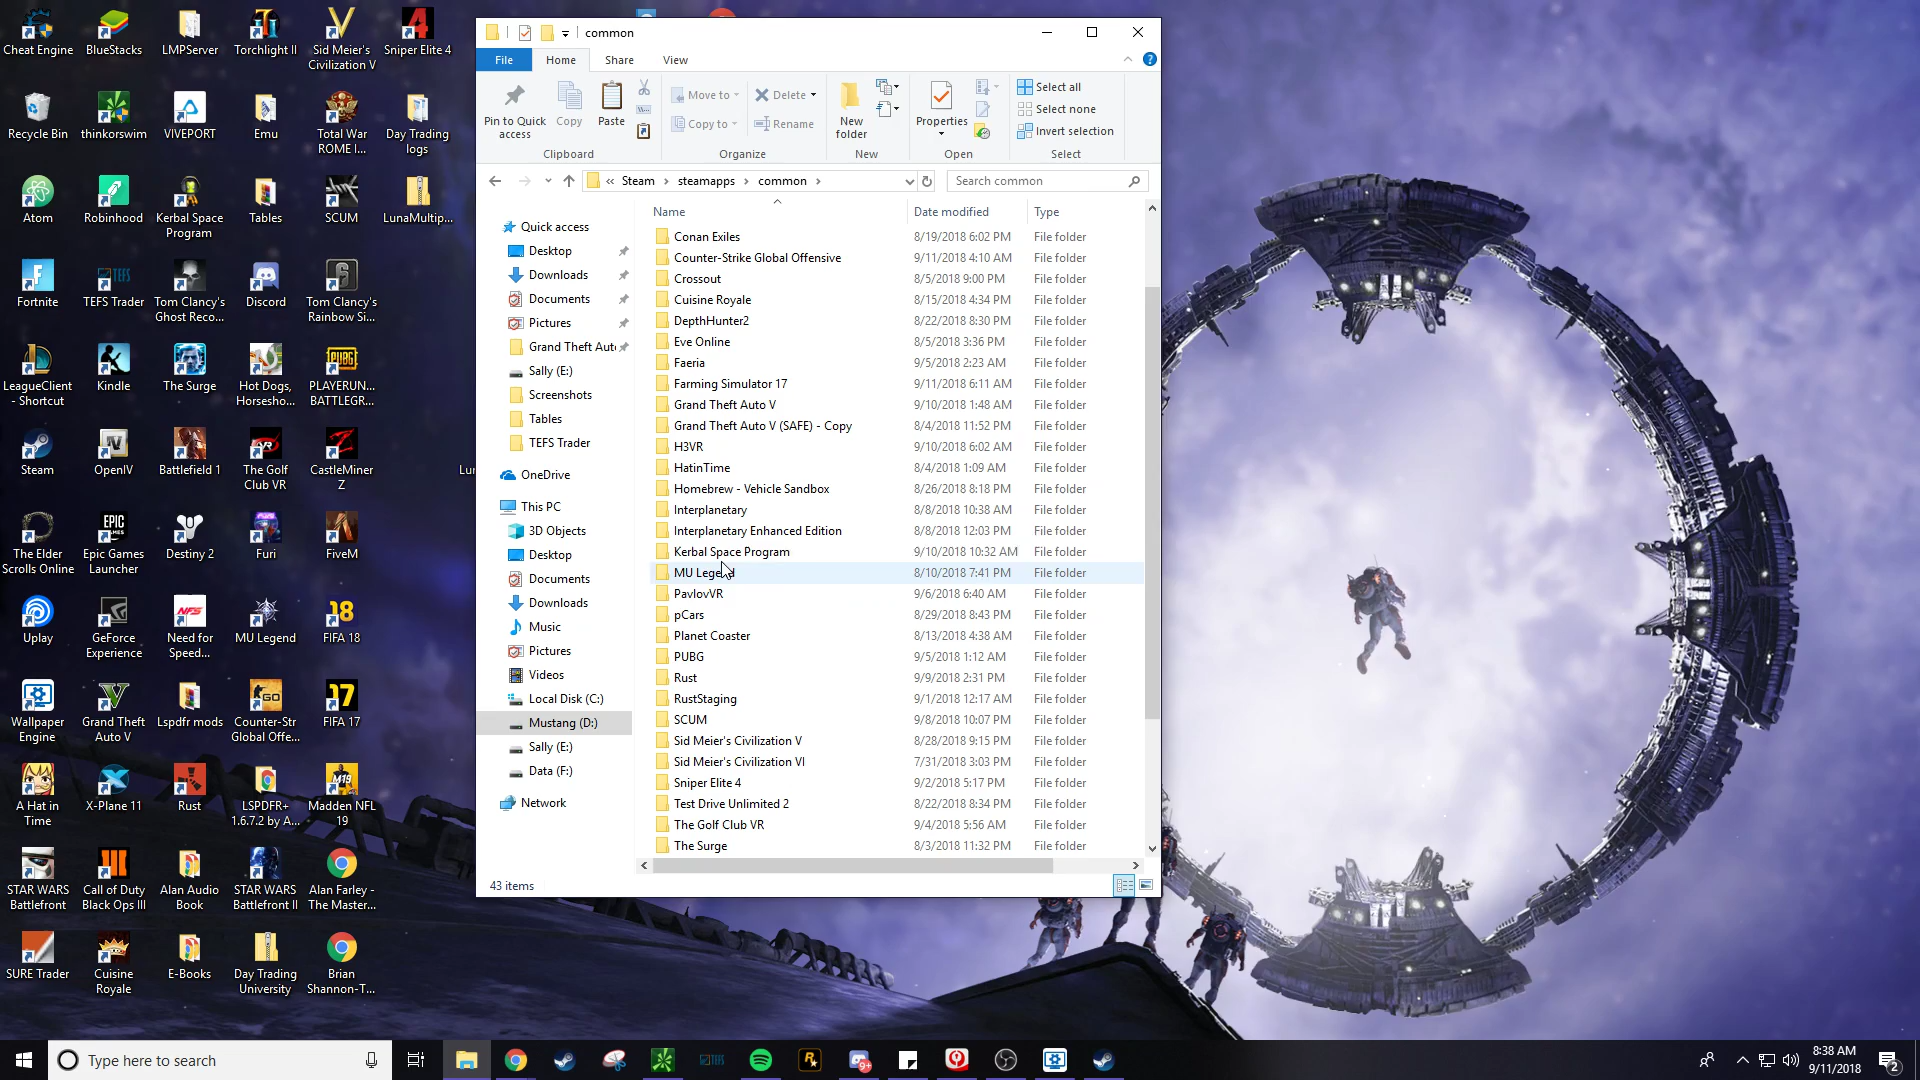 Cheat Engine
BlueStacks
LMPServer
Torchlight II
Sid Meier's
Civilization V
Sniper Elite 4
Recycle Bin
thinkorswim
VIVEPORT
Emu
Total War
ROME I...
Day Trading
logs
Atom
Robinhood
Kerbal Space
Program
Tables
SCUM
LunaMultip...
Fortnite
TEFS Trader
Tom Clancy's
Ghost Reco...
Discord
Tom Clancy's
Rainbow Si...
LeagueClient
- Shortcut
Kindle
The Surge
Hot Dogs,
Horsesho...
PLAYERUN...
BATTLEGR...
Steam
OpenIV
Battlefield 1
The Golf
Club VR
CastleMiner
Z
Lur
The Elder
Scrolls Online
Epic Games
Launcher
Destiny 2
Furi
FiveM
Uplay
GeForce
Experience
Need for
Speed...
MU Legend
FIFA 18
Wallpaper
Engine
Grand Theft
Auto V
Lspdfr mods
Counter-Str
Global Offe...
FIFA 17
A Hat in
Time
X-Plane 11
Rust
LSPDFR+
1.6.7.2 by A...
Madden NFL
19
STAR WARS
Battlefront
Call of Duty
Black Ops III
Alan Audio
Book
STAR WARS
Battlefront II
Alan Farley -
The Master...
SURE Trader
Cuisine
Royale
E-Books
Day Trading
University
Brian
Shannon-T...
common
File
Home
Share
View
Pin to Quick
access
Copy
Paste
Clipboard
Move to
Copy to
Delete
Rename
Organize
New
folder
New
Properties
Open
Select all
Select none
Invert selection
Select
« Steam › steamapps › common ›
Search common
Quick access
Desktop
Downloads
Documents
Pictures
Grand Theft Aut
Sally (E:)
Screenshots
Tables
TEFS Trader
OneDrive
This PC
3D Objects
Desktop
Documents
Downloads
Music
Pictures
Videos
Local Disk (C:)
Mustang (D:)
Sally (E:)
Data (F:)
Network
Name Date modified Type
Conan Exiles 8/19/2018 6:02 PM File folder
Counter-Strike Global Offensive 9/11/2018 4:10 AM File folder
Crossout 8/5/2018 9:00 PM File folder
Cuisine Royale 8/15/2018 4:34 PM File folder
DepthHunter2 8/22/2018 8:30 PM File folder
Eve Online 8/5/2018 3:36 PM File folder
Faeria 9/5/2018 2:23 AM File folder
Farming Simulator 17 9/11/2018 6:11 AM File folder
Grand Theft Auto V 9/10/2018 1:48 AM File folder
Grand Theft Auto V (SAFE) - Copy 8/4/2018 11:52 PM File folder
H3VR 9/10/2018 6:02 AM File folder
HatinTime 8/4/2018 1:09 AM File folder
Homebrew - Vehicle Sandbox 8/26/2018 8:18 PM File folder
Interplanetary 8/8/2018 10:38 AM File folder
Interplanetary Enhanced Edition 8/8/2018 12:03 PM File folder
Kerbal Space Program 9/10/2018 10:32 AM File folder
MU Legend 8/10/2018 7:41 PM File folder
PavlovVR 9/6/2018 6:40 AM File folder
pCars 8/29/2018 8:43 PM File folder
Planet Coaster 8/13/2018 4:38 AM File folder
PUBG 9/5/2018 1:12 AM File folder
Rust 9/9/2018 2:31 PM File folder
RustStaging 9/1/2018 12:17 AM File folder
SCUM 9/8/2018 10:07 PM File folder
Sid Meier's Civilization V 8/28/2018 9:15 PM File folder
Sid Meier's Civilization VI 7/31/2018 3:03 PM File folder
Sniper Elite 4 9/2/2018 5:17 PM File folder
Test Drive Unlimited 2 8/22/2018 8:34 PM File folder
The Golf Club VR 9/4/2018 5:56 AM File folder
The Surge 8/3/2018 11:32 PM File folder
43 items
Type here to search
8:38 AM
9/11/2018
2